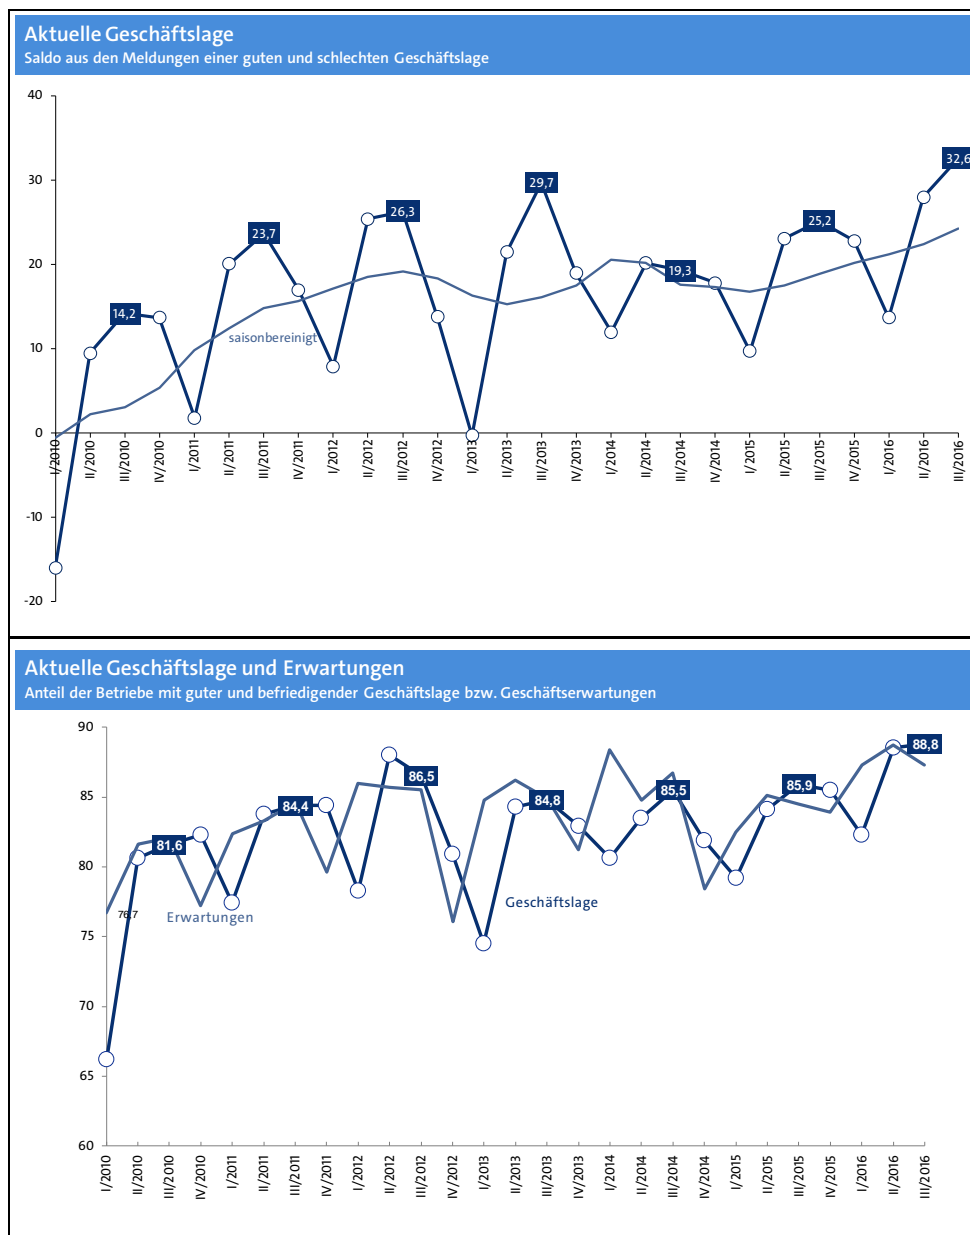 Aktuelle Geschäftslage
Saldo aus den Meldungen einer guten und schlechten Geschäftslage
40
30
20
10
0
-10
-20
14,2
23,7
26,3
29,7
19,3
25,2
32,6
saisonbereinigt
I/2010
II/2010
III/2010
IV/2010
I/2011
II/2011
III/2011
IV/2011
I/2012
II/2012
III/2012
IV/2012
I/2013
II/2013
III/2013
IV/2013
I/2014
II/2014
III/2014
IV/2014
I/2015
II/2015
III/2015
IV/2015
I/2016
II/2016
III/2016
Aktuelle Geschäftslage und Erwartungen
Anteil der Betriebe mit guter und befriedigender Geschäftslage bzw. Geschäftserwartungen
90
85
80
75
70
65
60
81,6
84,4
86,5
84,8
85,5
85,9
88,8
76,7
Erwartungen
Geschäftslage
I/2010
II/2010
III/2010
IV/2010
I/2011
II/2011
III/2011
IV/2011
I/2012
II/2012
III/2012
IV/2012
I/2013
II/2013
III/2013
IV/2013
I/2014
II/2014
III/2014
IV/2014
I/2015
II/2015
III/2015
IV/2015
I/2016
II/2016
III/2016